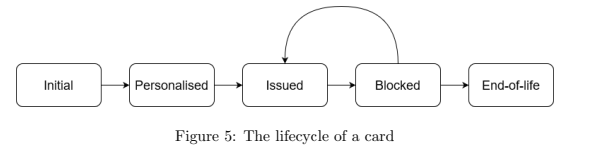 Initial
Personalised
Issued
Blocked
End-of-life
Figure 5: The lifecycle of a card